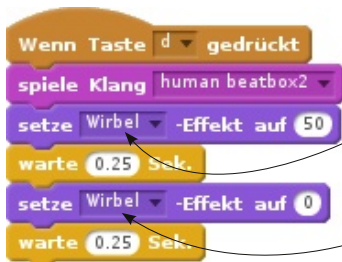 Wenn Taste d gedrückt
spiele Klang human beatbox2
setze Wirbel -Effekt auf 50
warte 0.25 Sek.
setze Wirbel -Effekt auf 0
warte 0.25 Sek.